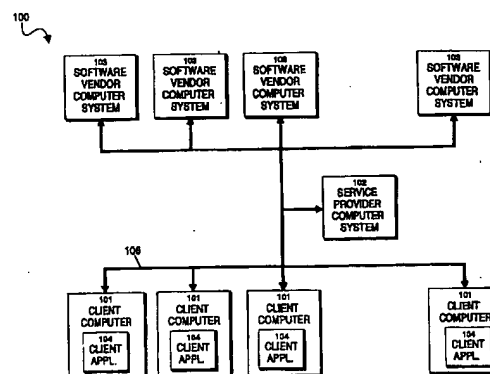 100
103
SOFTWARE
VENDOR
COMPUTER
SYSTEM
103
SOFTWARE
VENDOR
COMPUTER
SYSTEM
103
SOFTWARE
VENDOR
COMPUTER
SYSTEM
103
SOFTWARE
VENDOR
COMPUTER
SYSTEM
102
SERVICE
PROVIDER
COMPUTER
SYSTEM
106
101
CLIENT
COMPUTER
104
CLIENT
APPL.
101
CLIENT
COMPUTER
104
CLIENT
APPL.
101
CLIENT
COMPUTER
104
CLIENT
APPL.
101
CLIENT
COMPUTER
104
CLIENT
APPL.